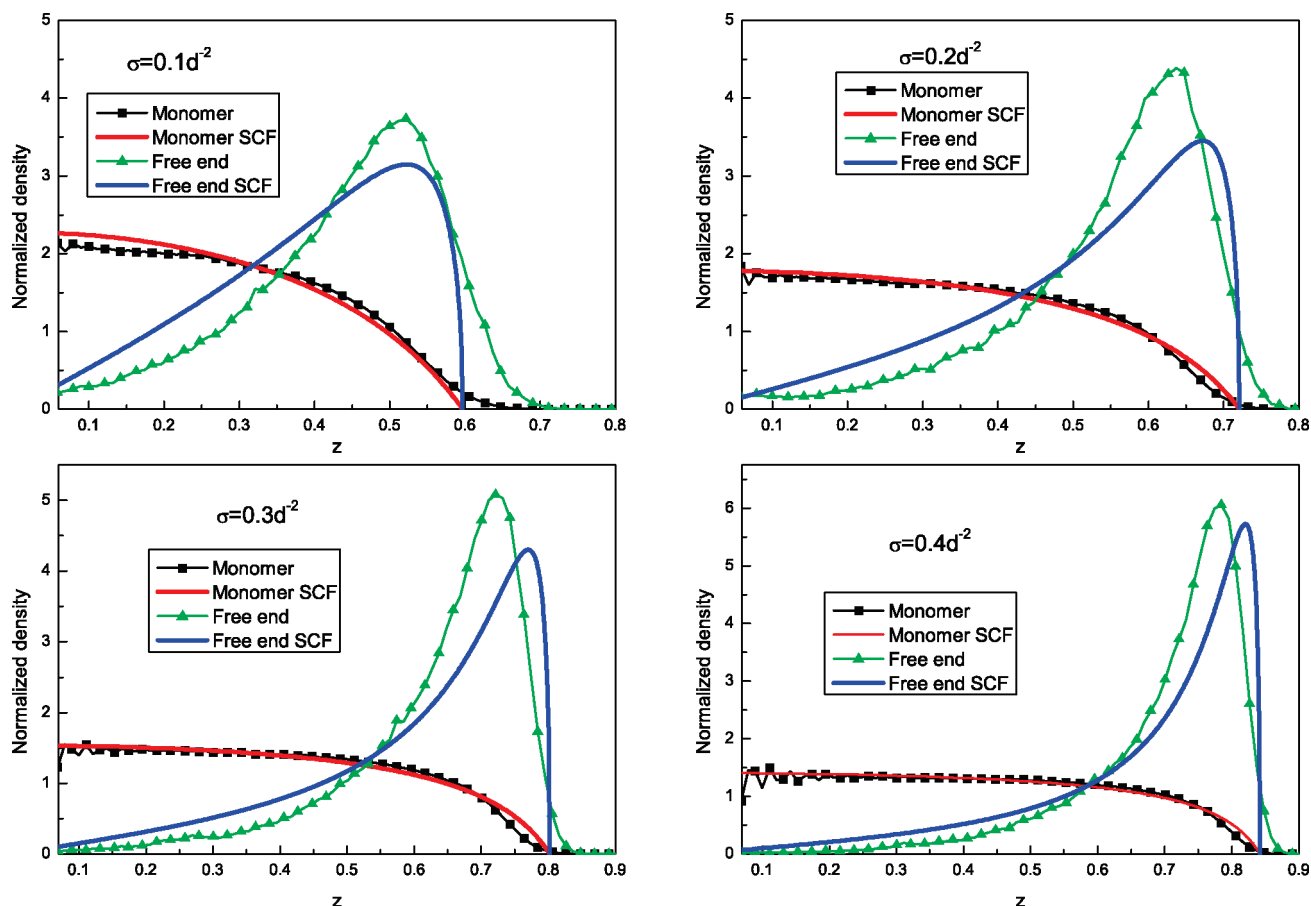 σ=0.1d⁻²
Monomer
Monomer SCF
Free end
Free end SCF
Normalized density
5
4
3
2
1
0
0.1 0.2 0.3 0.4 0.5 0.6 0.7 0.8
z
σ=0.2d⁻²
Monomer
Monomer SCF
Free end
Free end SCF
Normalized density
5
4
3
2
1
0
0.1 0.2 0.3 0.4 0.5 0.6 0.7 0.8
z
σ=0.3d⁻²
Monomer
Monomer SCF
Free end
Free end SCF
Normalized density
5
4
3
2
1
0
0.1 0.2 0.3 0.4 0.5 0.6 0.7 0.8 0.9
z
σ=0.4d⁻²
Monomer
Monomer SCF
Free end
Free end SCF
Normalized density
6
5
4
3
2
1
0
0.1 0.2 0.3 0.4 0.5 0.6 0.7 0.8 0.9
z